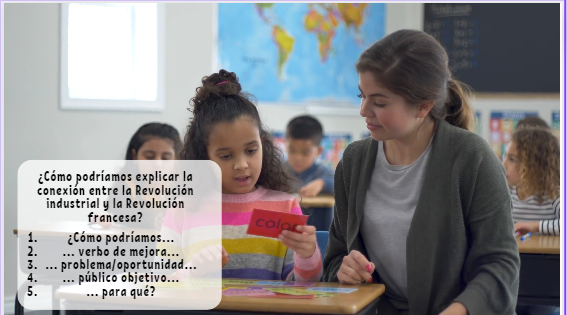 ¿Cómo podríamos explicar la
conexión entre la Revolución
industrial y la Revolución
francesa?
1. ¿Cómo podríamos...
2. ... verbo de mejora...
3. ... problema/oportunidad...
4. ... público objetivo...
5. ... para qué?
color